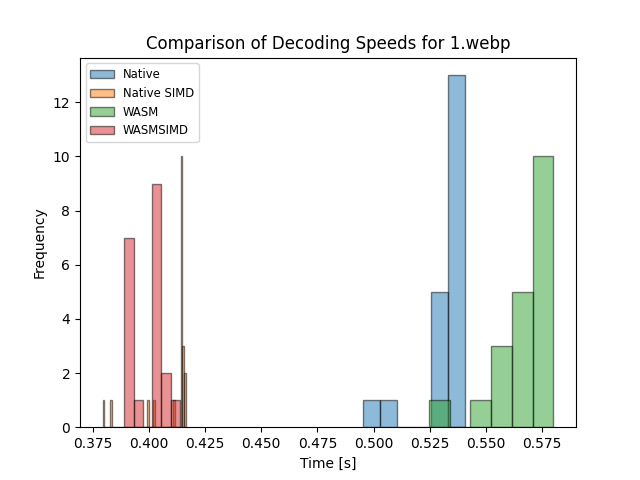 Comparison of Decoding Speeds for 1.webp
Native
Native SIMD
WASM
WASMSIMD
Frequency
12
10
8
6
4
2
0
0.375 0.400 0.425 0.450 0.475 0.500 0.525 0.550 0.575
Time [s]